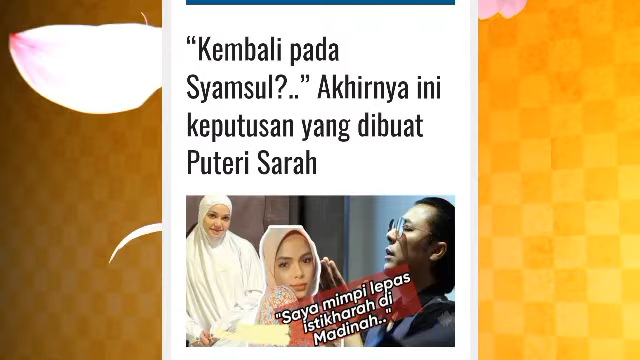 “Kembali pada
Syamsul?..” Akhirnya ini
keputusan yang dibuat
Puteri Sarah
"Saya mimpi lepas
istikharah di
Madinah.."